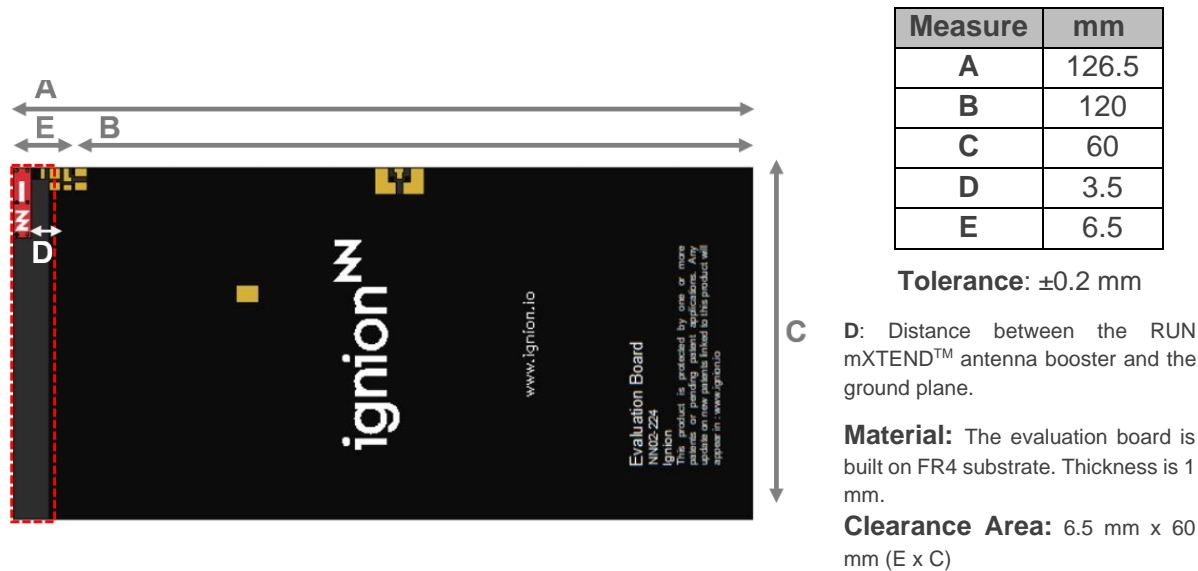 A
E
B
D
C
N
I
ignion
www.ignion.io
Evaluation Board
NN02-224
Ignion
This product is protected by one or more
patents or pending patent applications. Any
update on new patents linked to this product will
appear in : www.ignion.io
Measure mm
A 126.5
B 120
C 60
D 3.5
E 6.5
Tolerance: ±0.2 mm
D: Distance between the RUN
mXTEND™ antenna booster and the
ground plane.
Material: The evaluation board is
built on FR4 substrate. Thickness is 1
mm.
Clearance Area: 6.5 mm x 60
mm (E x C)